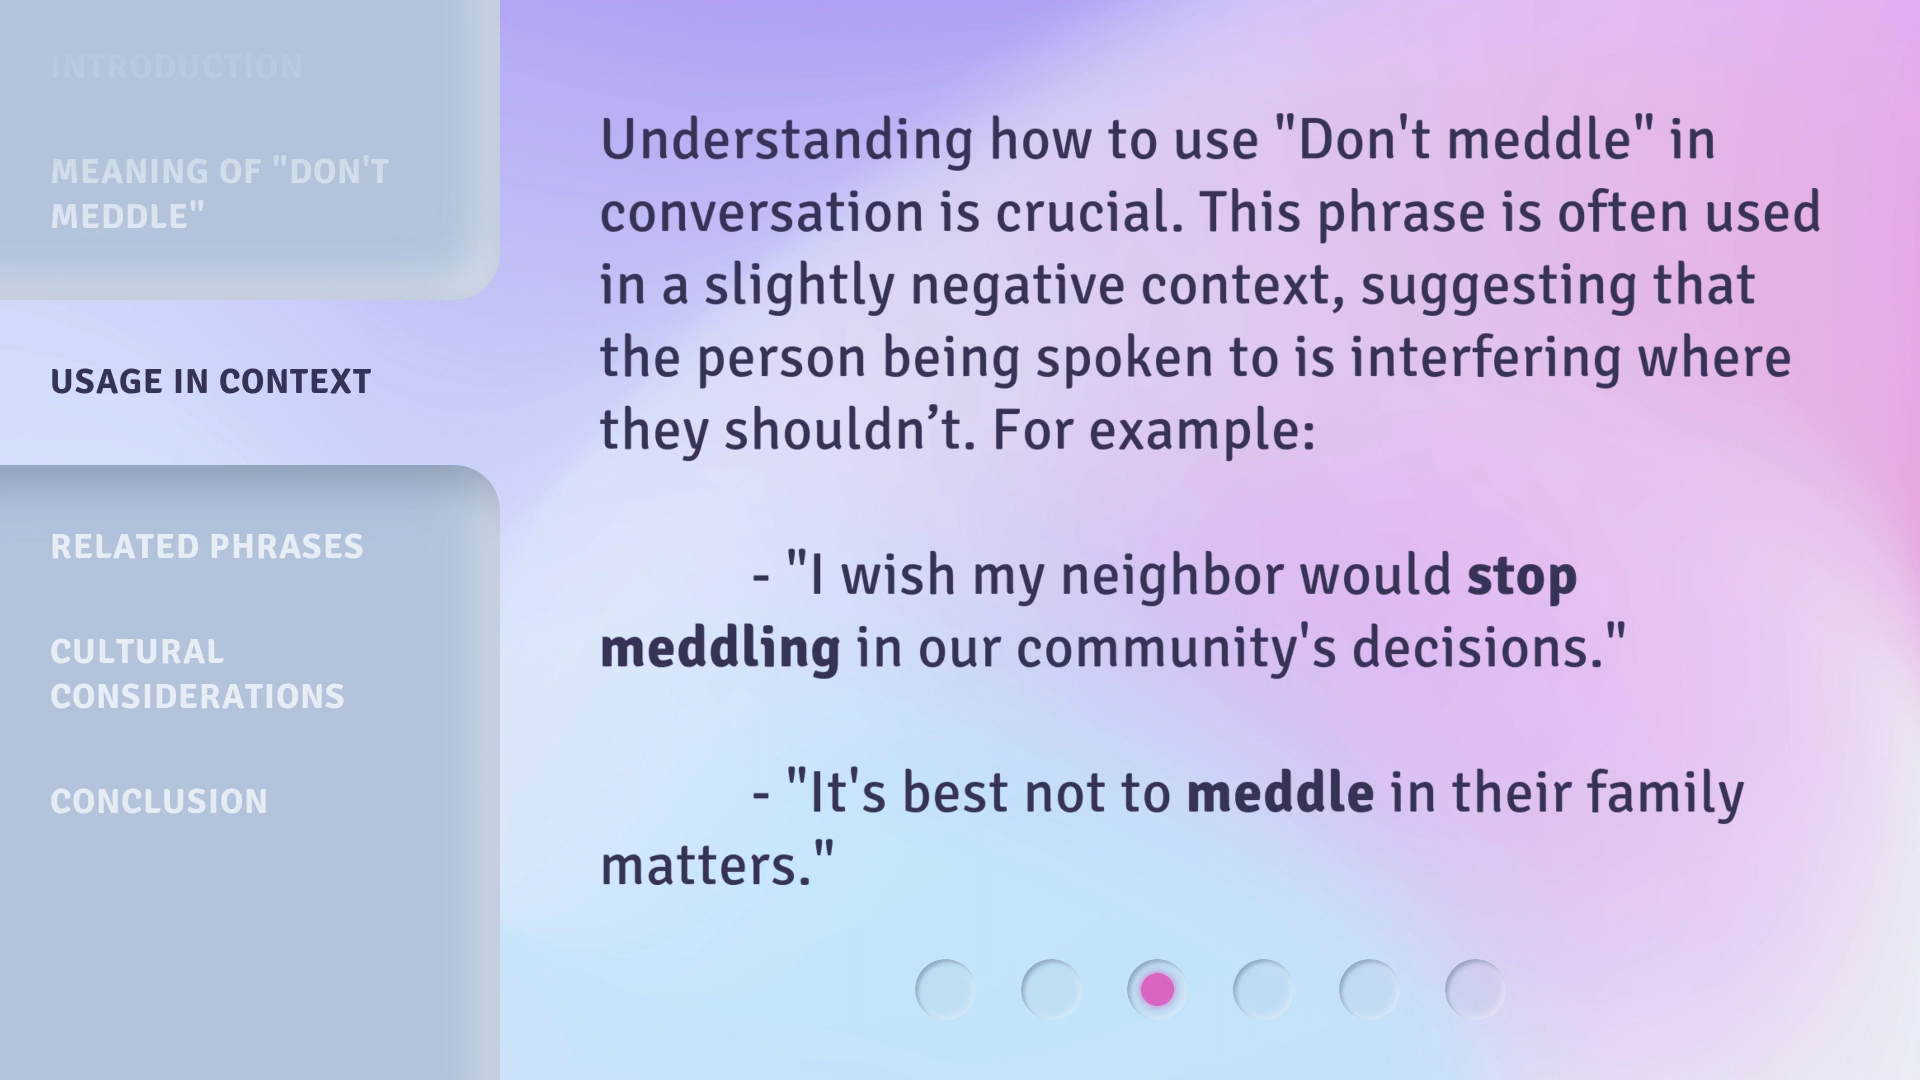 INTRODUCTION
MEANING OF "DON'T
MEDDLE"
USAGE IN CONTEXT
RELATED PHRASES
CULTURAL
CONSIDERATIONS
CONCLUSION
Understanding how to use "Don't meddle" in
conversation is crucial. This phrase is often used
in a slightly negative context, suggesting that
the person being spoken to is interfering where
they shouldn’t. For example:
- "I wish my neighbor would stop
meddling in our community's decisions."
- "It's best not to meddle in their family
matters."